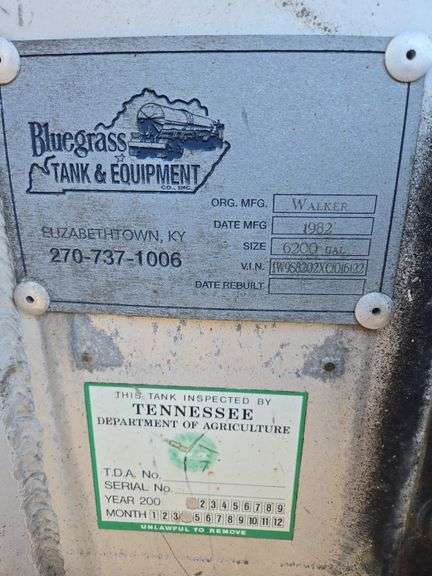 Bluegrass
TANK & EQUIPMENT
CO., INC.
ELIZABETHTOWN, KY
270-737-1006
ORG. MFG. WALKER
DATE MFG 1982
SIZE 6200 GAL.
V.I.N.
DATE REBUILT
THIS TANK INSPECTED BY
TENNESSEE
DEPARTMENT OF AGRICULTURE
T.D.A. No.
SERIAL No.
YEAR 200 2 3 4 5 6 7 8 9
MONTH 1 2 3 5 6 7 8 9 10 11 12
UNLAWFUL TO REMOVE